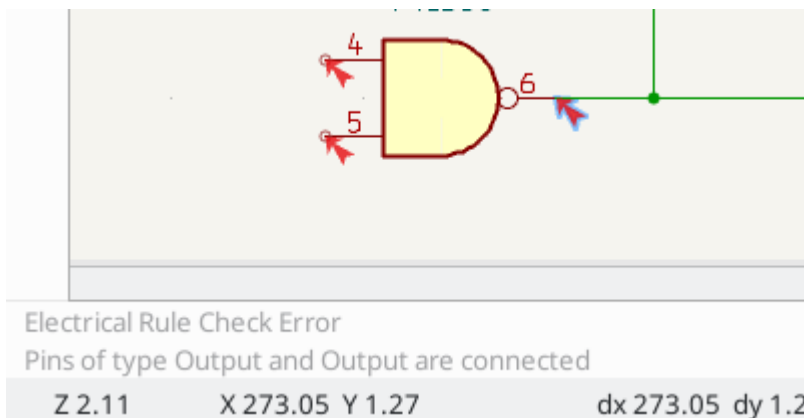 4
6
5
Electrical Rule Check Error
Pins of type Output and Output are connected
Z 2.11 X 273.05 Y 1.27 dx 273.05 dy 1.2